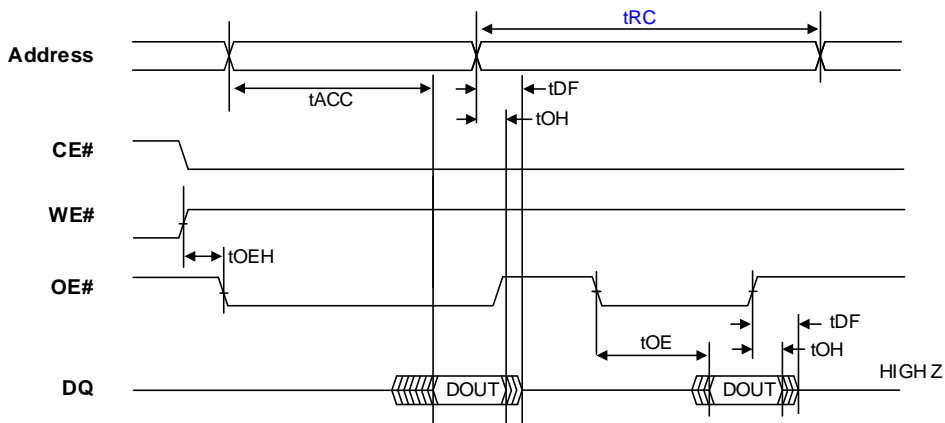 tRC
Address
tDF
tACC
tOH
CE#
WE#
tOEH
OE#
tDF
tOE
tOH
HIGH Z
DQ
DOUT
DOUT